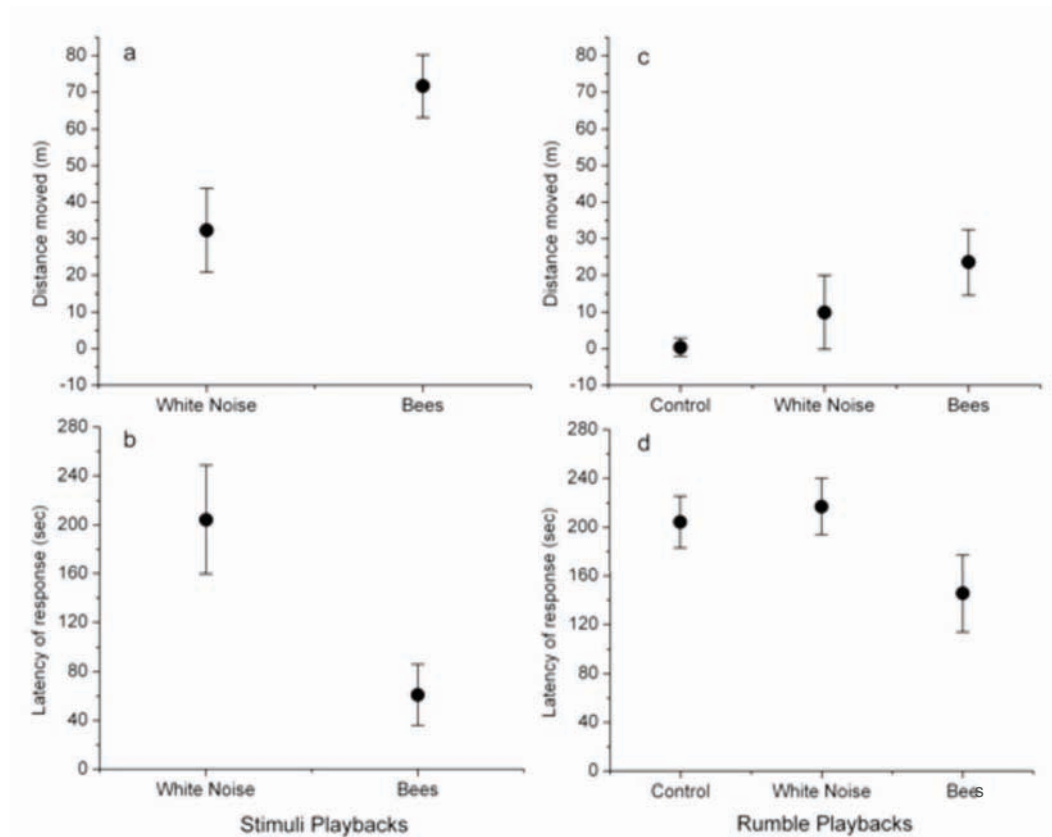 a
Distance moved (m)
80
70
60
50
40
30
20
10
0
-10
White Noise Bees
c
Distance moved (m)
80
70
60
50
40
30
20
10
0
-10
Control White Noise Bees
b
Latency of response (sec)
280
240
200
160
120
80
40
0
White Noise Bees
Stimuli Playbacks
d
Latency of response (sec)
280
240
200
160
120
80
40
0
Control White Noise Bees
Rumble Playbacks